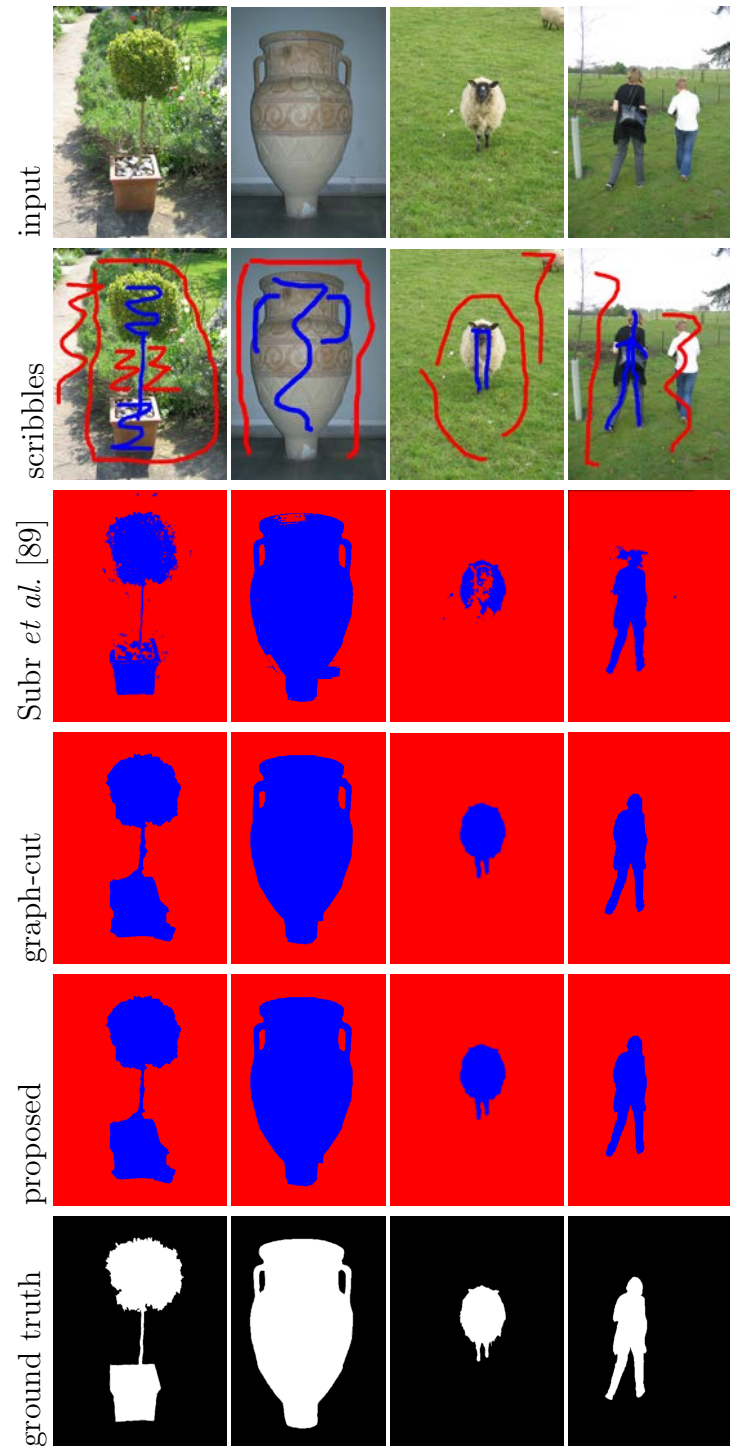 input
scribbles
Subr et al. [89]
graph-cut
proposed
ground truth